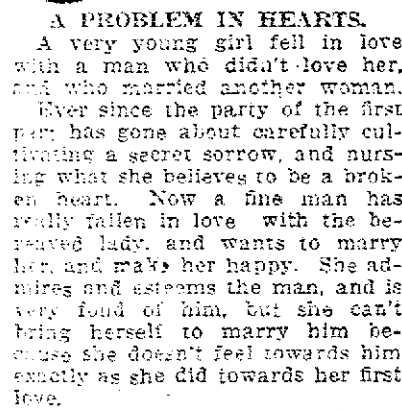 A PROBLEM IN HEARTS.
A very young girl fell in love
with a man who didn't love her,
and who married another woman.
Ever since the party of the first
part has gone about carefully cul-
tivating a secret sorrow, and nurs-
ing what she believes to be a brok-
en heart. Now a fine man has
really fallen in love with the be-
reaved lady, and wants to marry
her, and make her happy. She ad-
mires and esteems the man, and is
very fond of him, but she can't
bring herself to marry him be-
cause she doesn't feel towards him
exactly as she did towards her first
love.